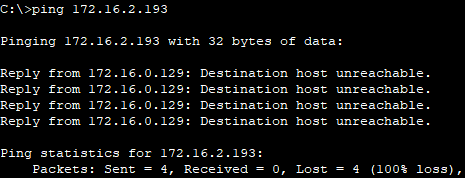 C:\>ping 172.16.2.193
Pinging 172.16.2.193 with 32 bytes of data:
Reply from 172.16.0.129: Destination host unreachable.
Reply from 172.16.0.129: Destination host unreachable.
Reply from 172.16.0.129: Destination host unreachable.
Reply from 172.16.0.129: Destination host unreachable.
Ping statistics for 172.16.2.193:
Packets: Sent = 4, Received = 0, Lost = 4 (100% loss),